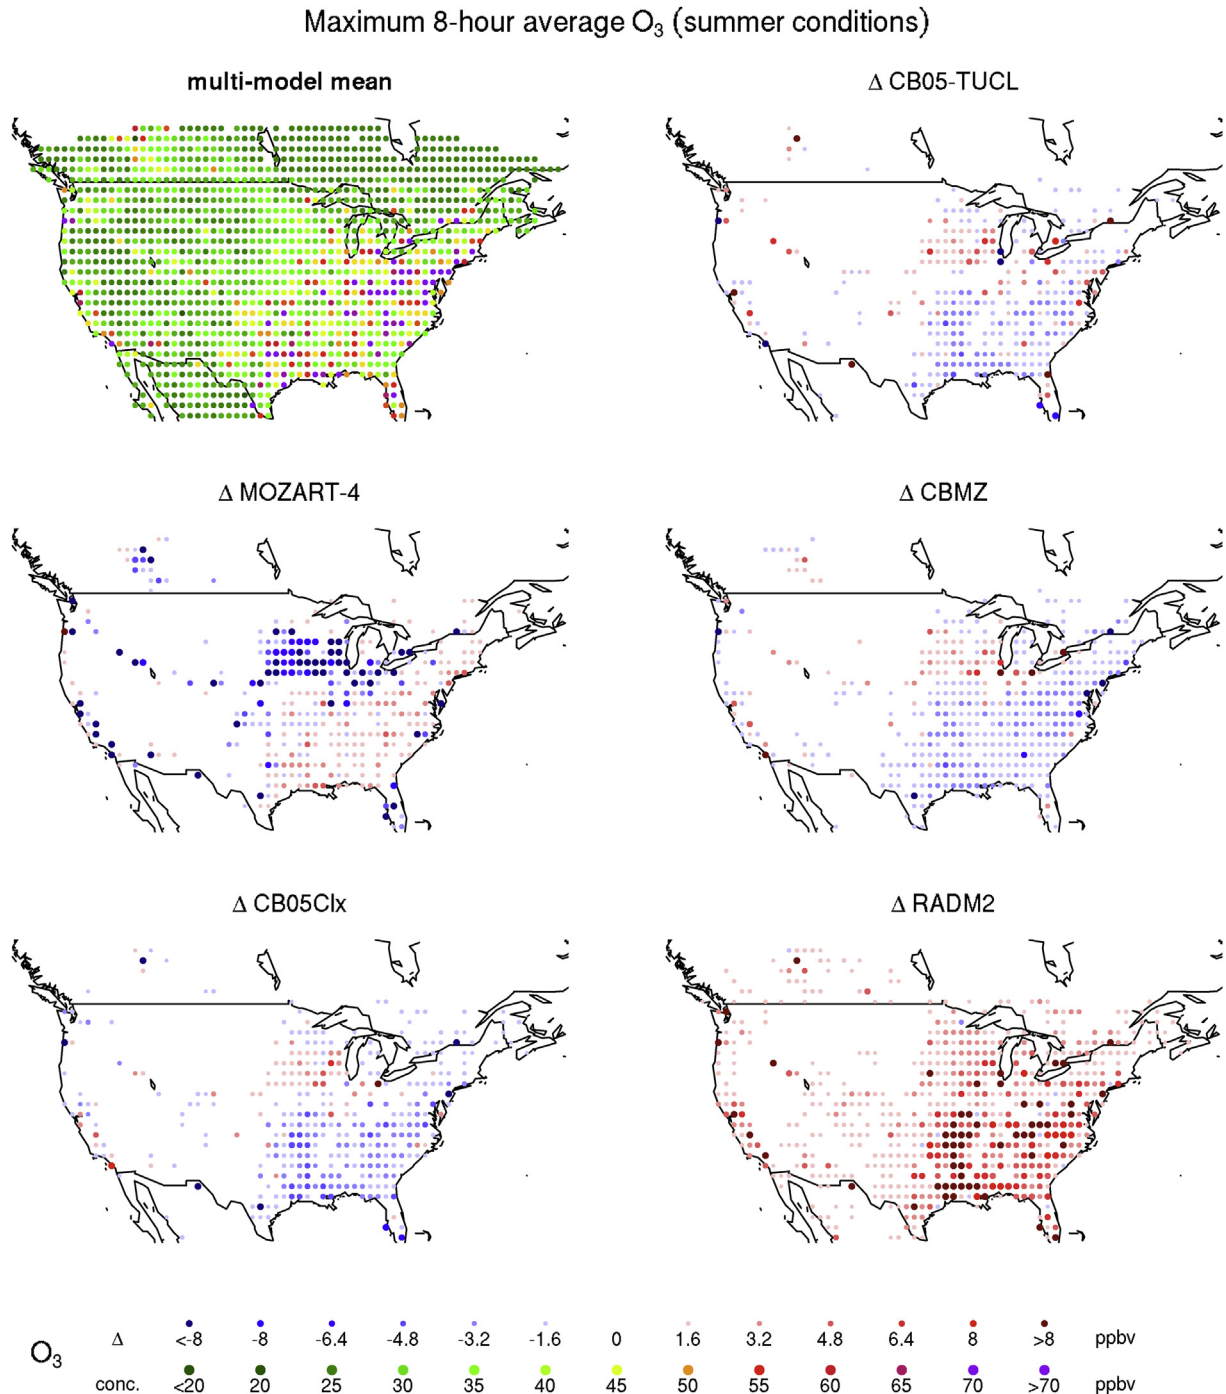 Maximum 8-hour average O₃ (summer conditions)
multi-model mean
Δ CB05-TUCL
Δ MOZART-4
Δ CBMZ
Δ CB05Clx
Δ RADM2
O₃
Δ <-8 -8 -6.4 -4.8 -3.2 -1.6 0 1.6 3.2 4.8 6.4 8 >8 ppbv
conc. <20 20 25 30 35 40 45 50 55 60 65 70 >70 ppbv